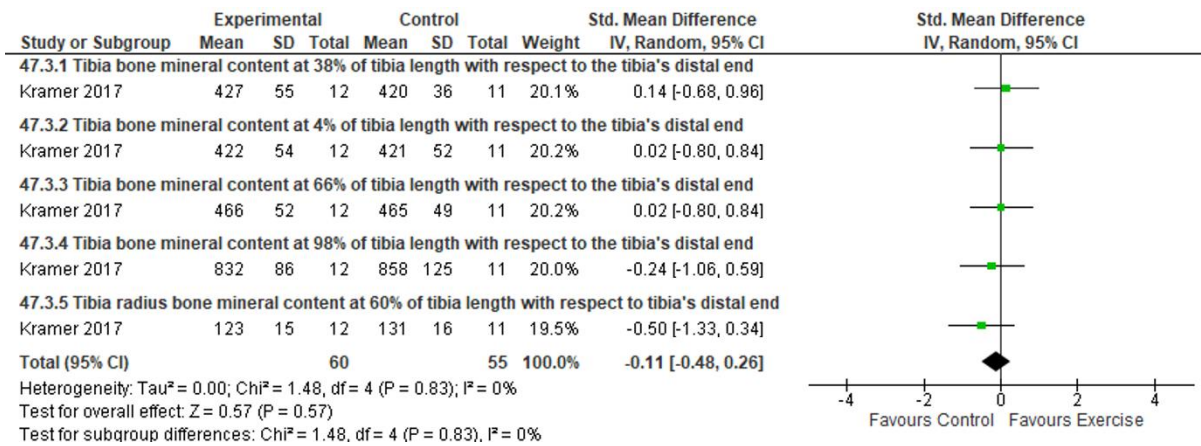 Experimental Control Std. Mean Difference Std. Mean Difference
Study or Subgroup Mean SD Total Mean SD Total Weight IV, Random, 95% CI IV, Random, 95% CI
47.3.1 Tibia bone mineral content at 38% of tibia length with respect to the tibia's distal end
Kramer 2017 427 55 12 420 36 11 20.1% 0.14 [-0.68, 0.96]
47.3.2 Tibia bone mineral content at 4% of tibia length with respect to the tibia's distal end
Kramer 2017 422 54 12 421 52 11 20.2% 0.02 [-0.80, 0.84]
47.3.3 Tibia bone mineral content at 66% of tibia length with respect to the tibia's distal end
Kramer 2017 466 52 12 465 49 11 20.2% 0.02 [-0.80, 0.84]
47.3.4 Tibia bone mineral content at 98% of tibia length with respect to the tibia's distal end
Kramer 2017 832 86 12 858 125 11 20.0% -0.24 [-1.06, 0.59]
47.3.5 Tibia radius bone mineral content at 60% of tibia length with respect to tibia's distal end
Kramer 2017 123 15 12 131 16 11 19.5% -0.50 [-1.33, 0.34]
Total (95% CI) 60 55 100.0% -0.11 [-0.48, 0.26]
Heterogeneity: Tau² = 0.00; Chi² = 1.48, df = 4 (P = 0.83); I² = 0%
Test for overall effect: Z = 0.57 (P = 0.57)
Test for subgroup differences: Chi² = 1.48, df = 4 (P = 0.83), I² = 0%
-4 -2 0 2 4
Favours Control Favours Exercise